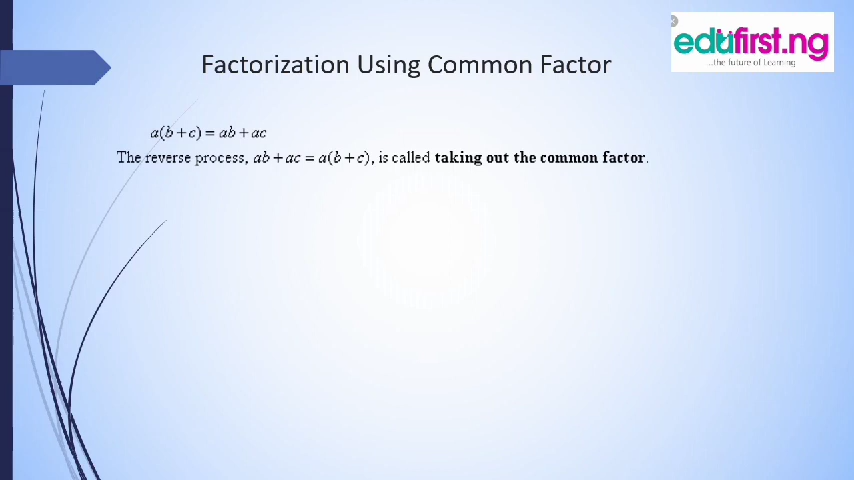 edufirst.ng
...the future of Learning
Factorization Using Common Factor
a(b+c) = ab + ac
The reverse process, ab + ac = a(b+c), is called taking out the common factor.